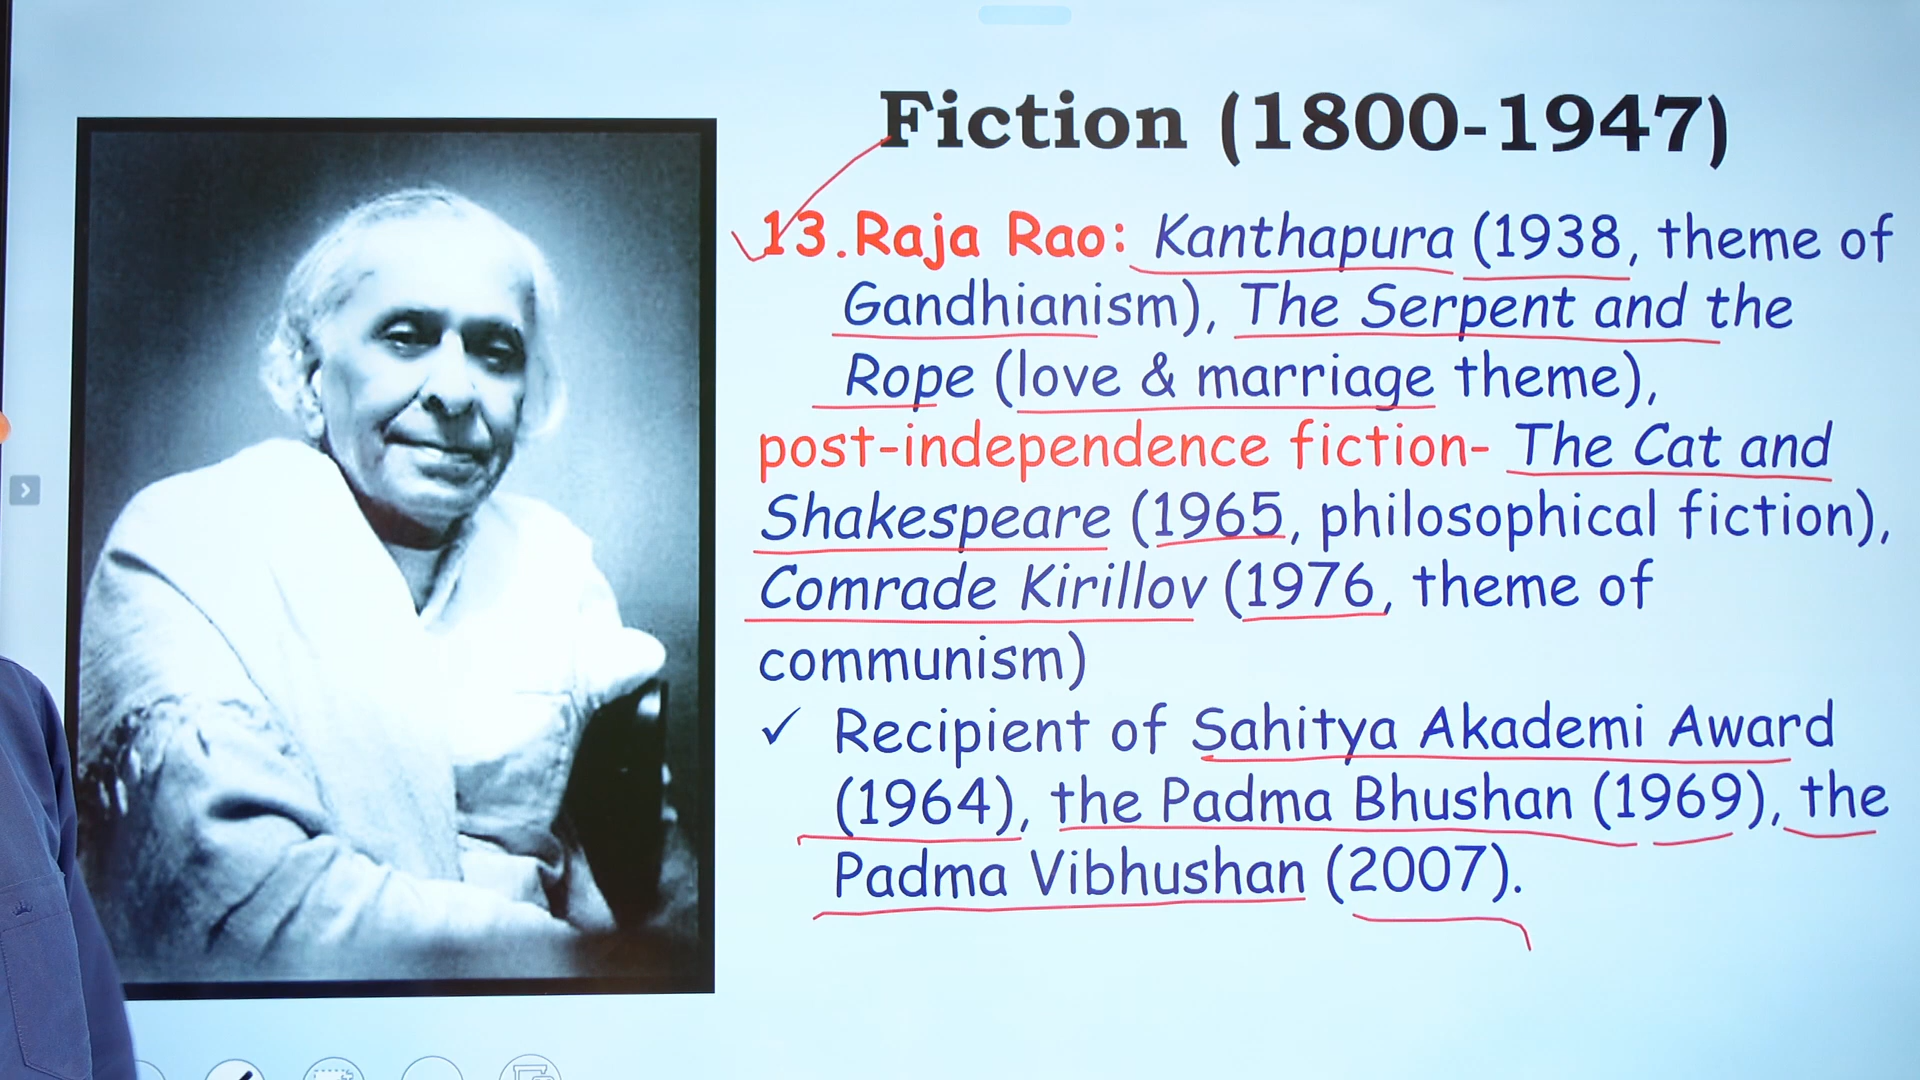 Fiction (1800-1947)
13.Raja Rao: Kanthapura (1938, theme of
Gandhianism), The Serpent and the
Rope (love & marriage theme),
post-independence fiction- The Cat and
Shakespeare (1965, philosophical fiction),
Comrade Kirillov (1976, theme of
communism)
✓ Recipient of Sahitya Akademi Award
(1964), the Padma Bhushan (1969), the
Padma Vibhushan (2007).